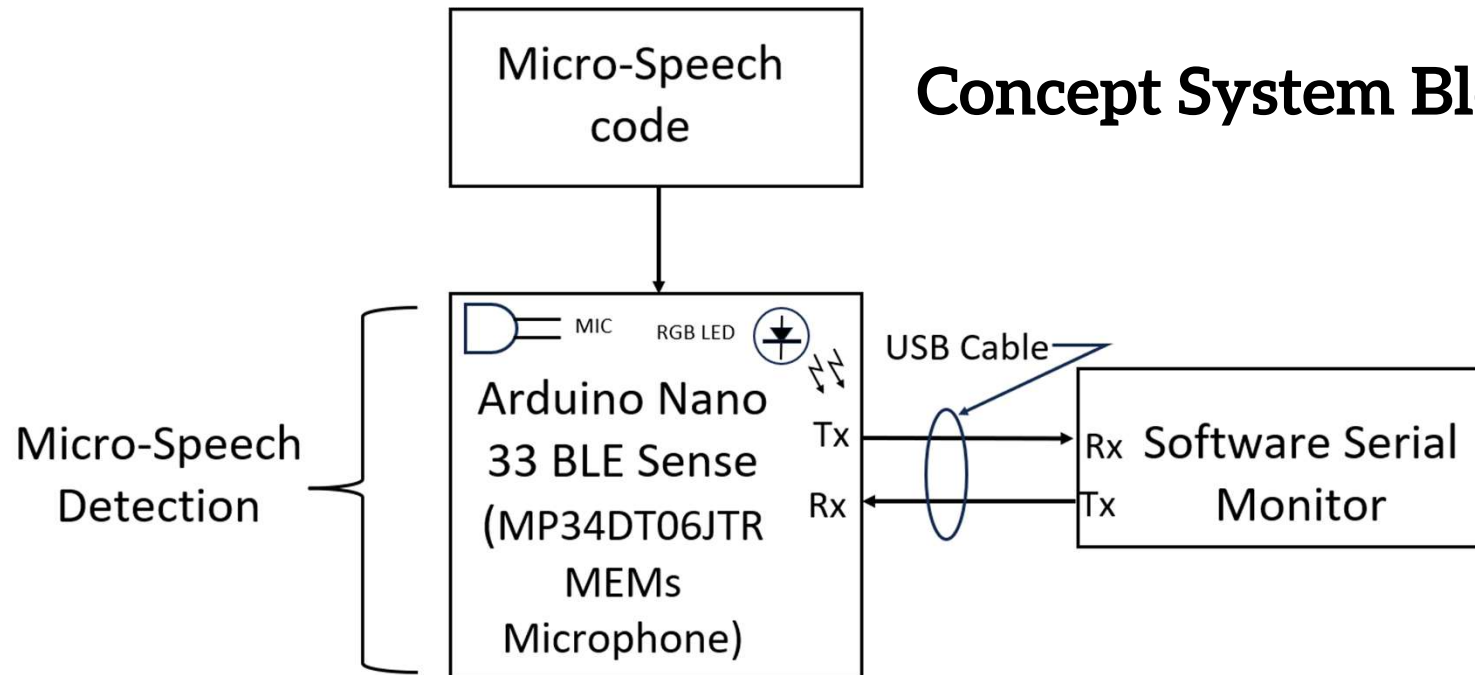 Micro-Speech
code
Concept System Bl
MIC
RGB LED
Arduino Nano
33 BLE Sense
(MP34DT06JTR
MEMs
Microphone)
Tx
Rx
USB Cable
Rx
Tx
Software Serial
Monitor
Micro-Speech
Detection